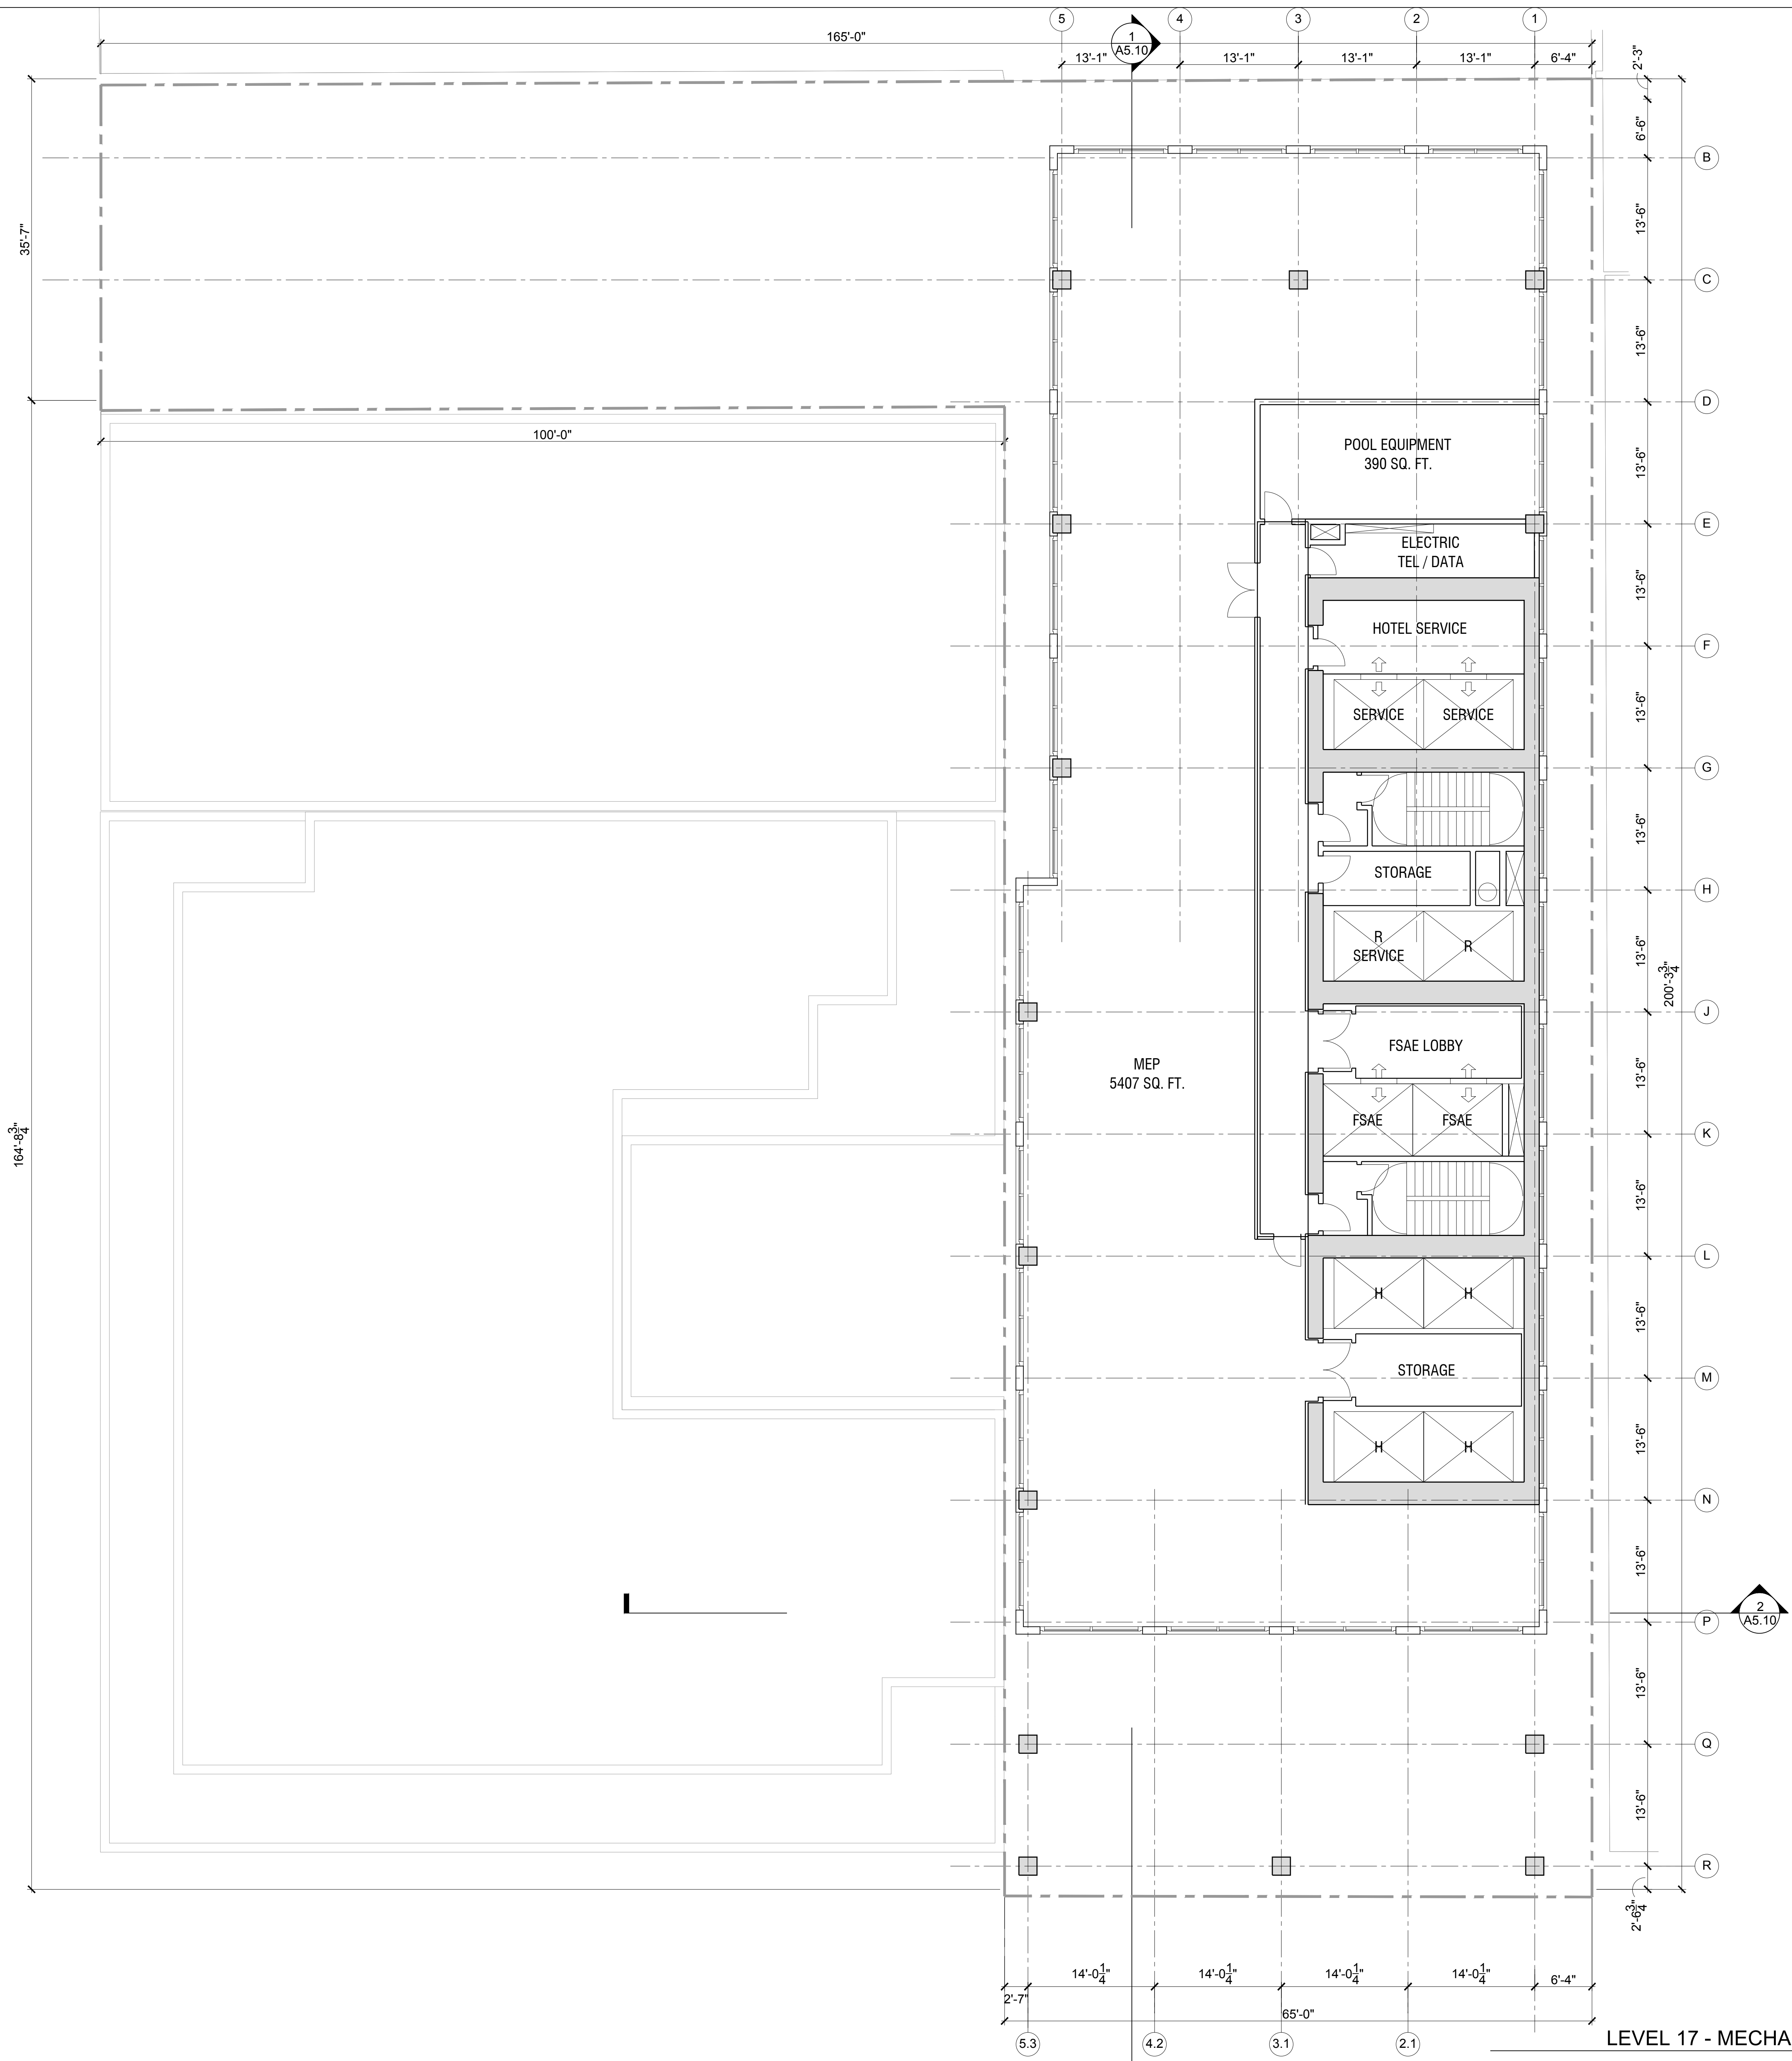 5
4
3
2
1
1
A5.10
165'-0"
13'-1"
13'-1"
13'-1"
13'-1"
6'-4"
2'-3"
6'-6"
B
13'-6"
35'-7"
C
13'-6"
D
100'-0"
POOL EQUIPMENT
390 SQ. FT.
13'-6"
E
ELECTRIC
TEL / DATA
13'-6"
HOTEL SERVICE
F
13'-6"
SERVICE
SERVICE
G
13'-6"
STORAGE
H
R
SERVICE
R
13'-6"
200'-3 3/4"
J
FSAE LOBBY
13'-6"
MEP
5407 SQ. FT.
FSAE
FSAE
K
164'-8 3/4"
13'-6"
L
H
H
13'-6"
STORAGE
M
13'-6"
H
H
N
13'-6"
2
A5.10
P
13'-6"
Q
13'-6"
R
2'-6 3/4"
14'-0 1/4"
14'-0 1/4"
14'-0 1/4"
14'-0 1/4"
6'-4"
2'-7"
65'-0"
5.3
4.2
3.1
2.1
LEVEL 17 - MECHA